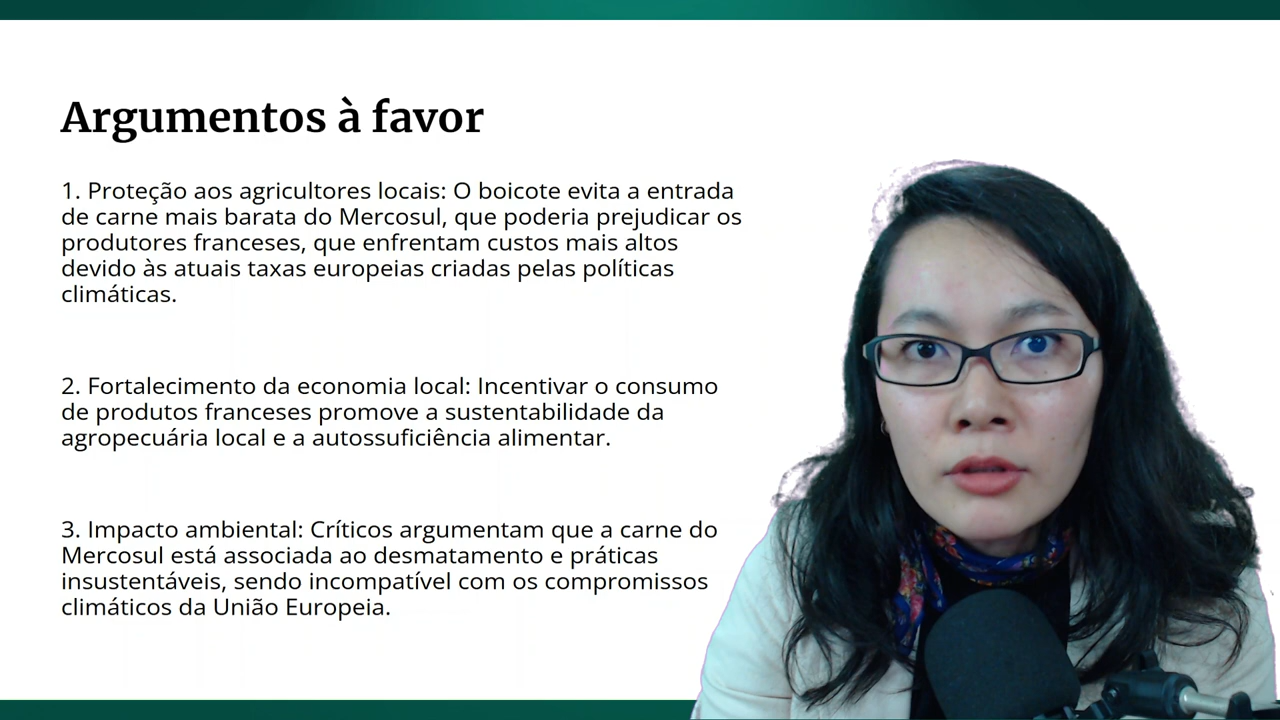 Argumentos à favor
1. Proteção aos agricultores locais: O boicote evita a entrada
de carne mais barata do Mercosul, que poderia prejudicar os
produtores franceses, que enfrentam custos mais altos
devido às atuais taxas europeias criadas pelas políticas
climáticas.
2. Fortalecimento da economia local: Incentivar o consumo
de produtos franceses promove a sustentabilidade da
agropecuária local e a autossuficiência alimentar.
3. Impacto ambiental: Críticos argumentam que a carne do
Mercosul está associada ao desmatamento e práticas
insustentáveis, sendo incompatível com os compromissos
climáticos da União Europeia.